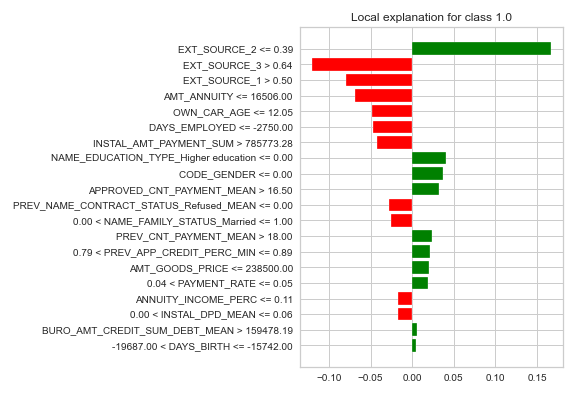 Local explanation for class 1.0
EXT_SOURCE_2 <= 0.39
EXT_SOURCE_3 > 0.64
EXT_SOURCE_1 > 0.50
AMT_ANNUITY <= 16506.00
OWN_CAR_AGE <= 12.05
DAYS_EMPLOYED <= -2750.00
INSTAL_AMT_PAYMENT_SUM > 785773.28
NAME_EDUCATION_TYPE_Higher education <= 0.00
CODE_GENDER <= 0.00
APPROVED_CNT_PAYMENT_MEAN > 16.50
PREV_NAME_CONTRACT_STATUS_Refused_MEAN <= 0.00
0.00 < NAME_FAMILY_STATUS_Married <= 1.00
PREV_CNT_PAYMENT_MEAN > 18.00
0.79 < PREV_APP_CREDIT_PERC_MIN <= 0.89
AMT_GOODS_PRICE <= 238500.00
0.04 < PAYMENT_RATE <= 0.05
ANNUITY_INCOME_PERC <= 0.11
0.00 < INSTAL_DPD_MEAN <= 0.06
BURO_AMT_CREDIT_SUM_DEBT_MEAN > 159478.19
-19687.00 < DAYS_BIRTH <= -15742.00
−0.10 −0.05 0.00 0.05 0.10 0.15